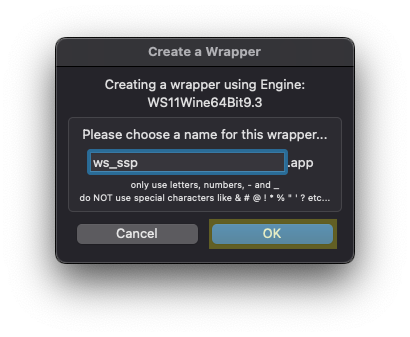 Create a Wrapper
Creating a wrapper using Engine:
WS11Wine64Bit9.3
Please choose a name for this wrapper...
ws_ssp .app
only use letters, numbers, - and _
do NOT use special characters like & # @ ! * % " ' ? etc...
Cancel OK